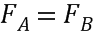 F_A = F_B